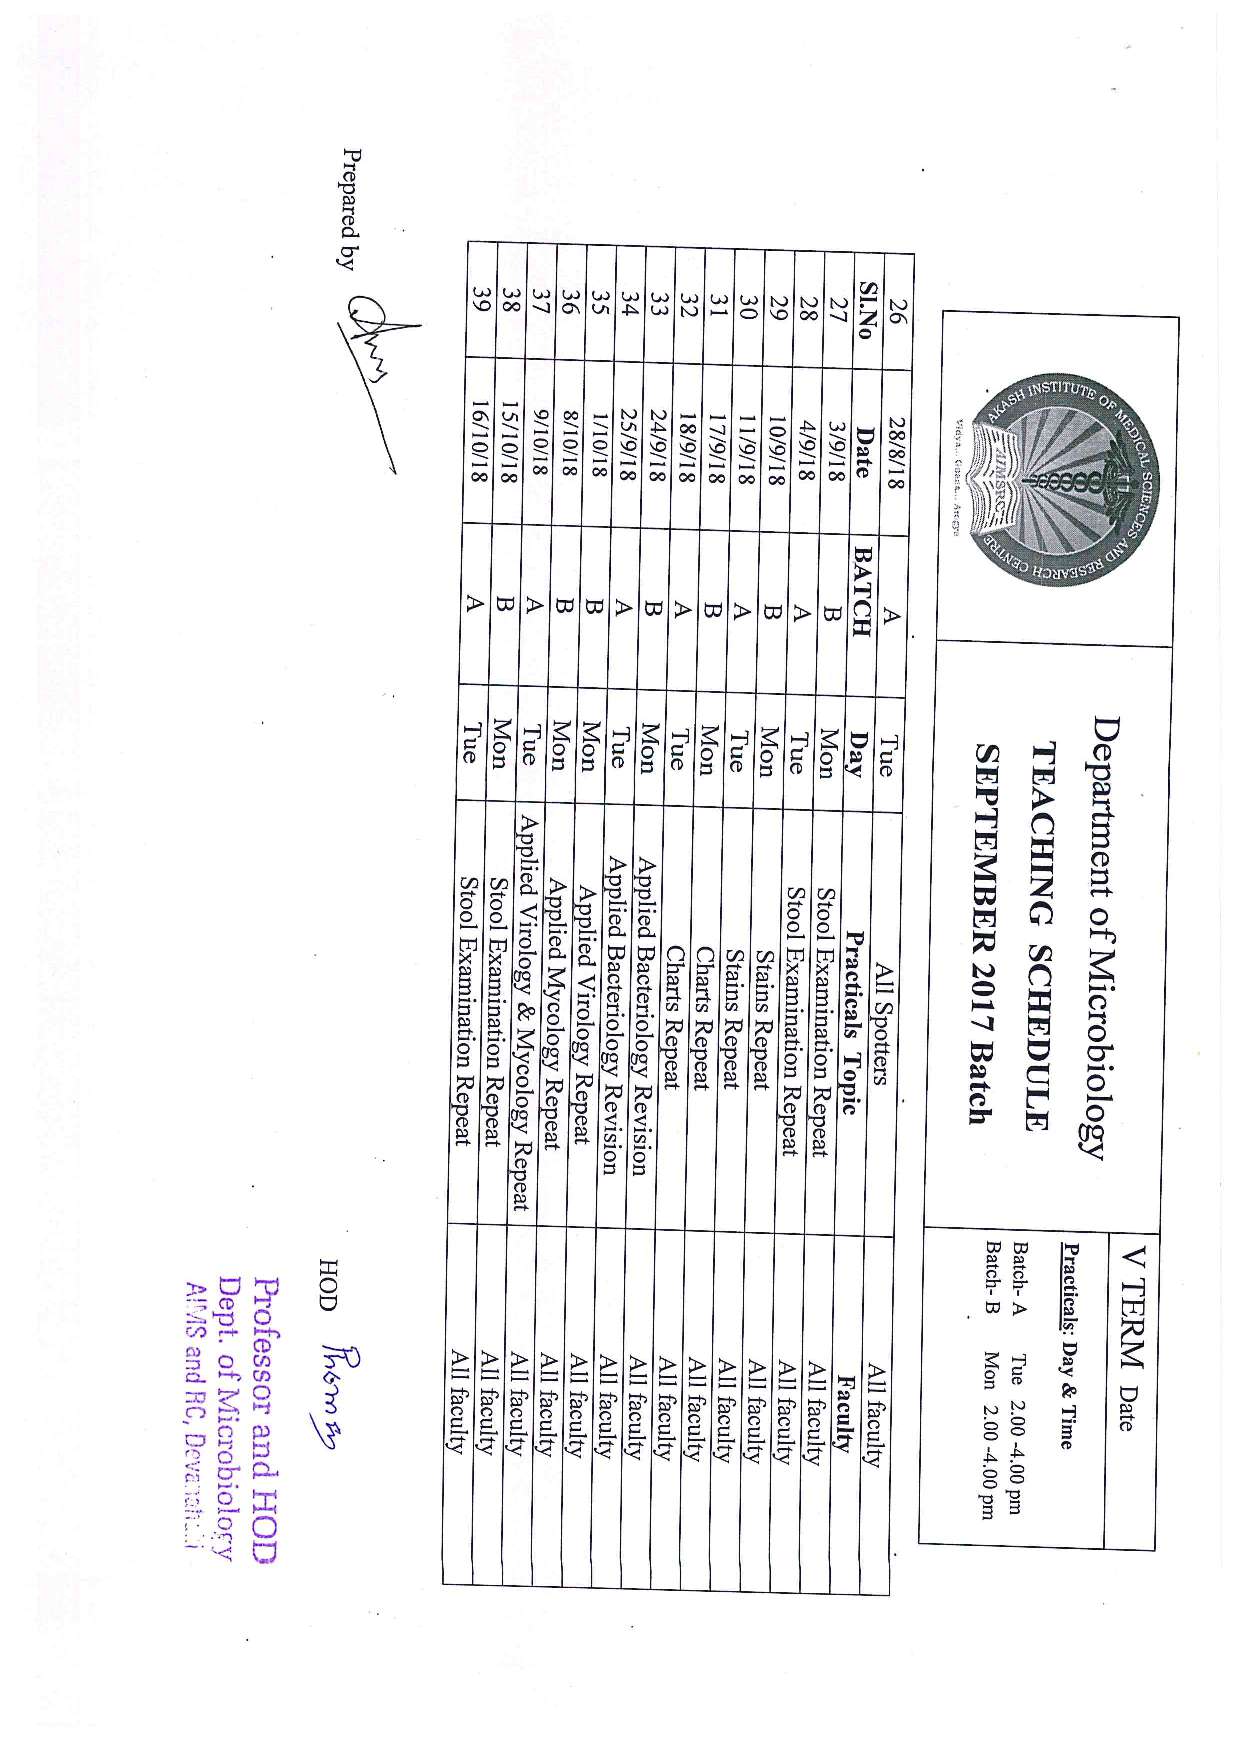 AKASH INSTITUTE OF MEDICAL SCIENCES AND RESEARCH CENTRE
AIMSRC
Vidya... Arogya
Department of Microbiology
TEACHING SCHEDULE
SEPTEMBER 2017 Batch
V TERM Date
Practicals: Day & Time
Batch- A Tue 2.00 -4.00 pm
Batch- B Mon 2.00 -4.00 pm
26 28/8/18 A Tue All Spotters All faculty
Sl.No Date BATCH Day Practicals Topic Faculty
27 3/9/18 B Mon Stool Examination Repeat All faculty
28 4/9/18 A Tue Stool Examination Repeat All faculty
29 10/9/18 B Mon Stains Repeat All faculty
30 11/9/18 A Tue Stains Repeat All faculty
31 17/9/18 B Mon Charts Repeat All faculty
32 18/9/18 A Tue Charts Repeat All faculty
33 24/9/18 B Mon Applied Bacteriology Revision All faculty
34 25/9/18 A Tue Applied Bacteriology Revision All faculty
35 1/10/18 B Mon Applied Virology Repeat All faculty
36 8/10/18 B Mon Applied Mycology Repeat All faculty
37 9/10/18 A Tue Applied Virology & Mycology Repeat All faculty
38 15/10/18 B Mon Stool Examination Repeat All faculty
39 16/10/18 A Tue Stool Examination Repeat All faculty
Prepared by
HOD
Professor and HOD
Dept. of Microbiology
AIMS and RC, Devanahalli